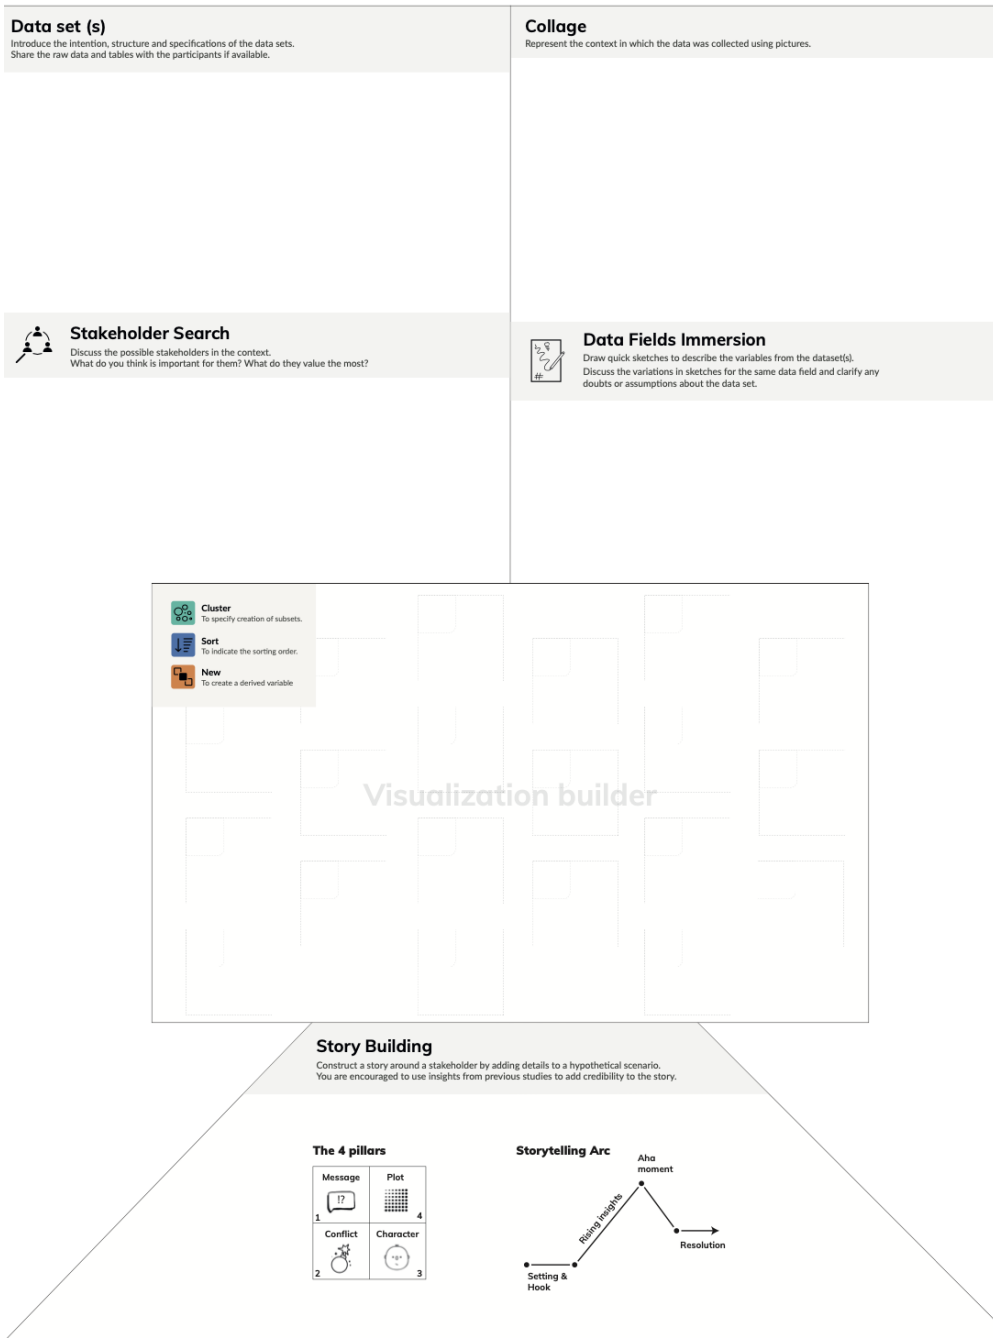 Data set (s)
Introduce the intention, structure and specifications of the data sets.
Share the raw data and tables with the participants if available.
Collage
Represent the context in which the data was collected using pictures.
Stakeholder Search
Discuss the possible stakeholders in the context.
What do you think is important for them? What do they value the most?
Data Fields Immersion
Draw quick sketches to describe the variables from the dataset(s).
Discuss the variations in sketches for the same data field and clarify any
doubts or assumptions about the data set.
#
Cluster
To specify creation of subsets.
Sort
To indicate the sorting order.
New
To create a derived variable
Visualization builder
Story Building
Construct a story around a stakeholder by adding details to a hypothetical scenario.
You are encouraged to use insights from previous studies to add credibility to the story.
The 4 pillars
Message
!?
1
Plot
4
Conflict
2
Character
3
Storytelling Arc
Aha
moment
Rising insights
Resolution
Setting &
Hook